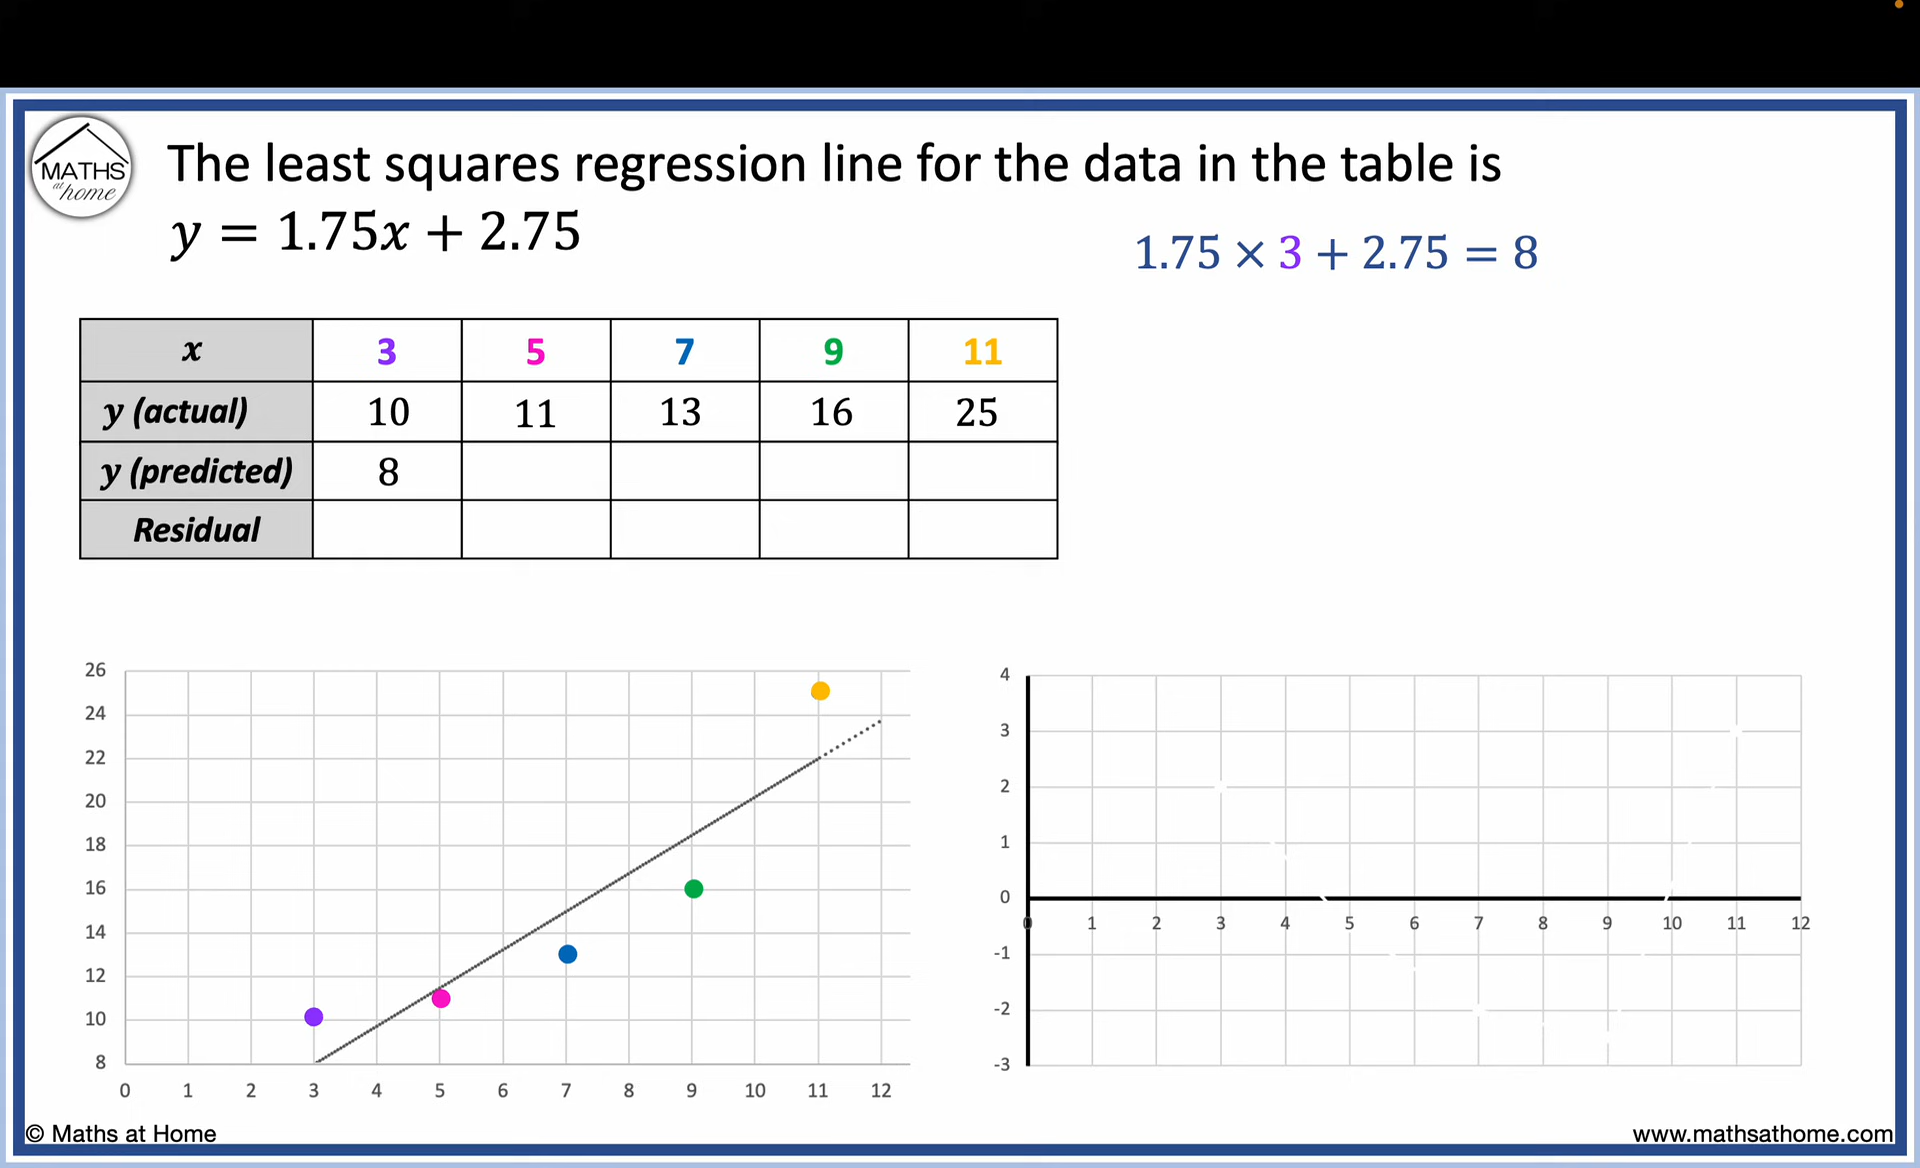 MATHS
at
home
The least squares regression line for the data in the table is
y = 1.75x + 2.75
1.75 × 3 + 2.75 = 8
x 3 5 7 9 11
y (actual) 10 11 13 16 25
y (predicted) 8
Residual
26
24
22
20
18
16
14
12
10
8
0 1 2 3 4 5 6 7 8 9 10 11 12
4
3
2
1
0
0 1 2 3 4 5 6 7 8 9 10 11 12
-1
-2
-3
© Maths at Home
www.mathsathome.com